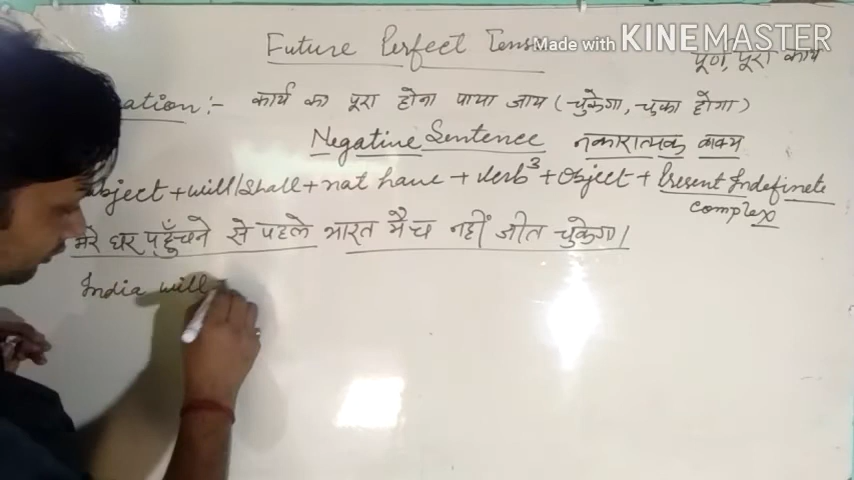 Future Perfect Tens
Made with KINEMASTER
पूर्ण, पूरा कार्य
ation :- कार्य का पूरा होना पाया जाय (चुकेगा, चुका होगा)
Negative Sentence नकारात्मक वाक्य
bject + will/shall + not have + verb³ + object + Present Indefinete
complex
मेरे घर पहुँचने से पहले भारत मैच नहीं जीत चुकेगा।
India will